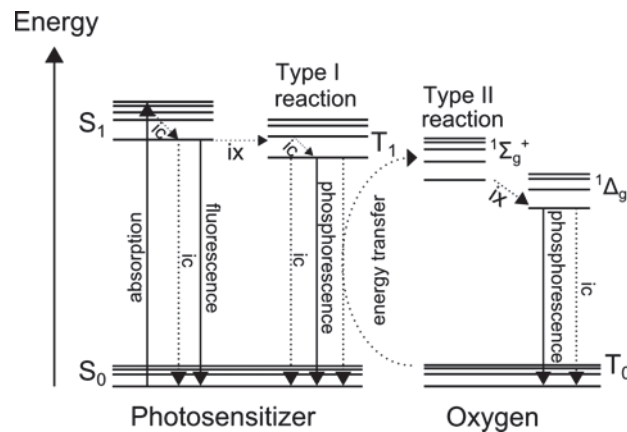 Energy
Type I
reaction
Type II
reaction
S₁
ic
ix
ic
T₁
¹Σg⁺
ix
¹Δg
absorption
ic
fluorescence
ic
phosphorescence
energy transfer
phosphorescence
ic
S₀
T₀
Photosensitizer
Oxygen